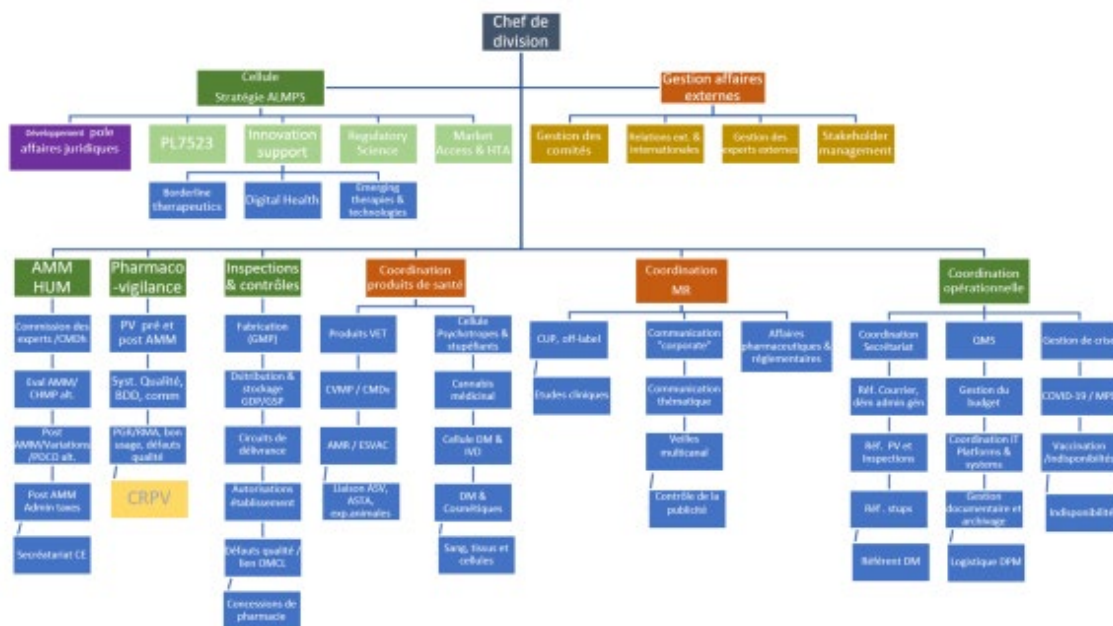 Chef de
division
Cellule
Stratégie ALMPS
Gestion affaires
externes
Développement pole
affaires juridiques
PL7523
Innovation
support
Regulatory
Science
Market
Access & HTA
Gestion des
comités
Relations ext. &
internationales
Gestion des
experts externes
Stakeholder
management
Borderline
therapeutics
Digital Health
Emerging
therapies &
technologies
AMM
HUM
Pharmaco
-vigilance
Inspections
& contrôles
Coordination
produits de santé
Coordination
MR
Coordination
opérationnelle
Commission des
experts /CMDh
Eval AMM/
CHMP alt.
Post
AMM/Variations
/PDCO alt.
Post AMM
Admin taxes
Secrétariat CE
PV pré et
post AMM
Syst. Qualité,
BDD, comm
PGR/RMA, bon
usage, défauts
qualité
CRPV
Fabrication
(GMP)
Distribution &
stockage
GDP/GSP
Circuits de
délivrance
Autorisations
établissement
Défauts qualité /
lien OMCL
Concessions de
pharmacie
Produits VET
CVMP / CMDv
AMR / ESVAC
Liaison ASV,
ASTA,
exp.animales
Cellule
Psychotropes &
stupéfiants
Cannabis
médicinal
Cellule DM &
IVD
DM &
Cosmétiques
Sang, tissus et
cellules
CUP, off-label
Etudes cliniques
Communication
"corporate"
Communication
thématique
Veilles
multicanal
Contrôle de la
publicité
Affaires
pharmaceutiques &
réglementaires
Coordination
Secrétariat
Réf. Courrier,
dém admin gén
Réf. PV et
Inspections
Réf . stups
Référent DM
QMS
Gestion du
budget
Coordination IT
Platforms &
systems
Gestion
documentaire et
archivage
Logistique DPM
Gestion de crise
COVID-19 / MPX
Vaccination
/Indisponibilités
Indisponibilité